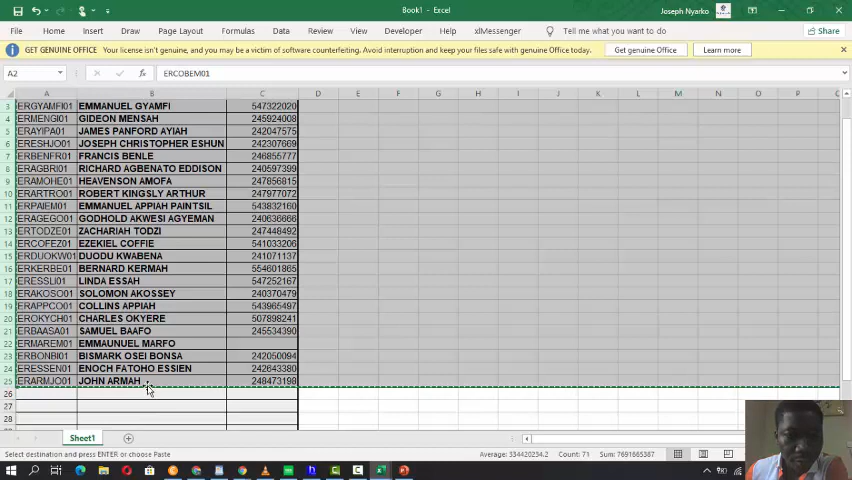 Book1 - Excel
Joseph Nyarko
File Home Insert Draw Page Layout Formulas Data Review View Developer xlMessenger Tell me what you want to do Share
GET GENUINE OFFICE Your license isn't genuine, and you may be a victim of software counterfeiting. Avoid interruption and keep your files safe with genuine Office today. Get genuine Office Learn more
A2 fx ERCOBEM01
A B C D E F G H I J K L M N O P
3 ERGYAMFI01 EMMANUEL GYAMFI 547322020
4 ERMENGI01 GIDEON MENSAH 245924008
5 ERAYIPA01 JAMES PANFORD AYIAH 242047575
6 ERESHJO01 JOSEPH CHRISTOPHER ESHUN 242307669
7 ERBENFR01 FRANCIS BENLE 246855777
8 ERAGBRI01 RICHARD AGBENATO EDDISON 240597399
9 ERAMOHE01 HEAVENSON AMOFA 247856815
10 ERARTRO01 ROBERT KINGSLY ARTHUR 247977072
11 ERPAIEM01 EMMANUEL APPIAH PAINTSIL 543832160
12 ERAGEGO01 GODHOLD AKWESI AGYEMAN 240636666
13 ERTODZE01 ZACHARIAH TODZI 247448492
14 ERCOFEZ01 EZEKIEL COFFIE 541033206
15 ERDUOKW01 DUODU KWABENA 241071137
16 ERKERBE01 BERNARD KERMAH 554601865
17 ERESSLI01 LINDA ESSAH 547252167
18 ERAKOSO01 SOLOMON AKOSSEY 240370479
19 ERAPPCO01 COLLINS APPIAH 543965497
20 EROKYCH01 CHARLES OKYERE 507898241
21 ERBAASA01 SAMUEL BAAFO 245534390
22 ERMAREM01 EMMAUNUEL MARFO
23 ERBONBI01 BISMARK OSEI BONSA 242050094
24 ERESSEN01 ENOCH FATOHO ESSIEN 242643380
25 ERARMJO01 JOHN ARMAH 248473198
26
27
28
Sheet1
Select destination and press ENTER or choose Paste Average: 334420234.2 Count: 71 Sum: 7691665387